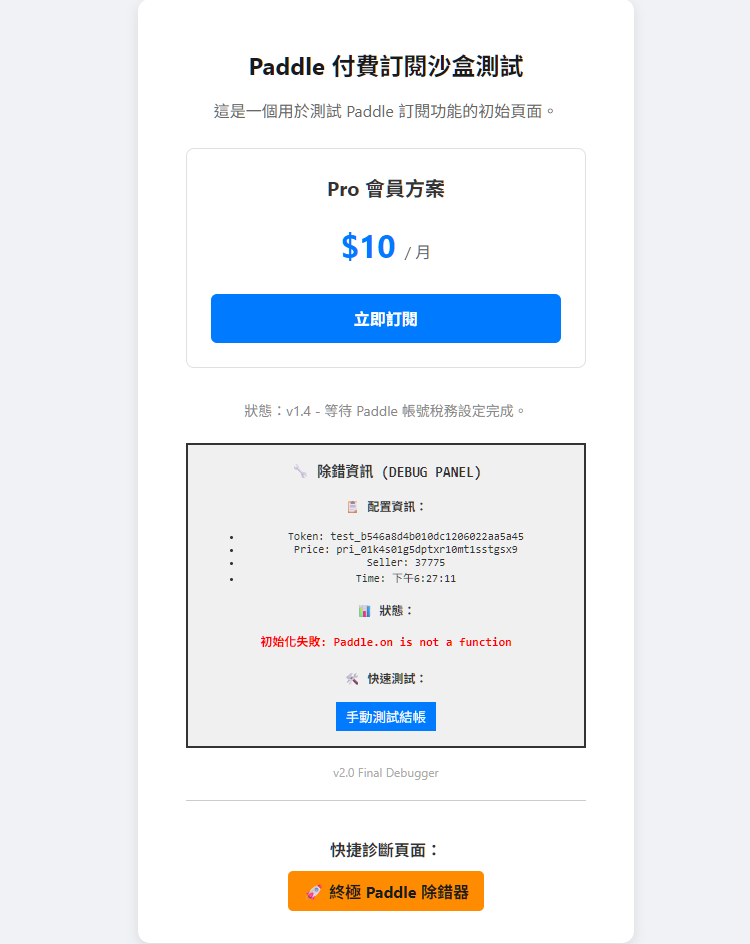 Paddle 付費訂閱沙盒測試
這是一個用於測試 Paddle 訂閱功能的初始頁面。
Pro 會員方案
$10 / 月
立即訂閱
狀態：v1.4 - 等待 Paddle 帳號稅務設定完成。
🔧 除錯資訊 (DEBUG PANEL)
📋 配置資訊：
• Token: test_b546a8d4b010dc1206022aa5a45
• Price: pri_01k4s01g5dptxr10mt1sstgsx9
• Seller: 37775
• Time: 下午6:27:11
📊 狀態：
初始化失敗: Paddle.on is not a function
🛠️ 快速測試：
手動測試結帳
v2.0 Final Debugger
快捷診斷頁面：
🚀 終極 Paddle 除錯器